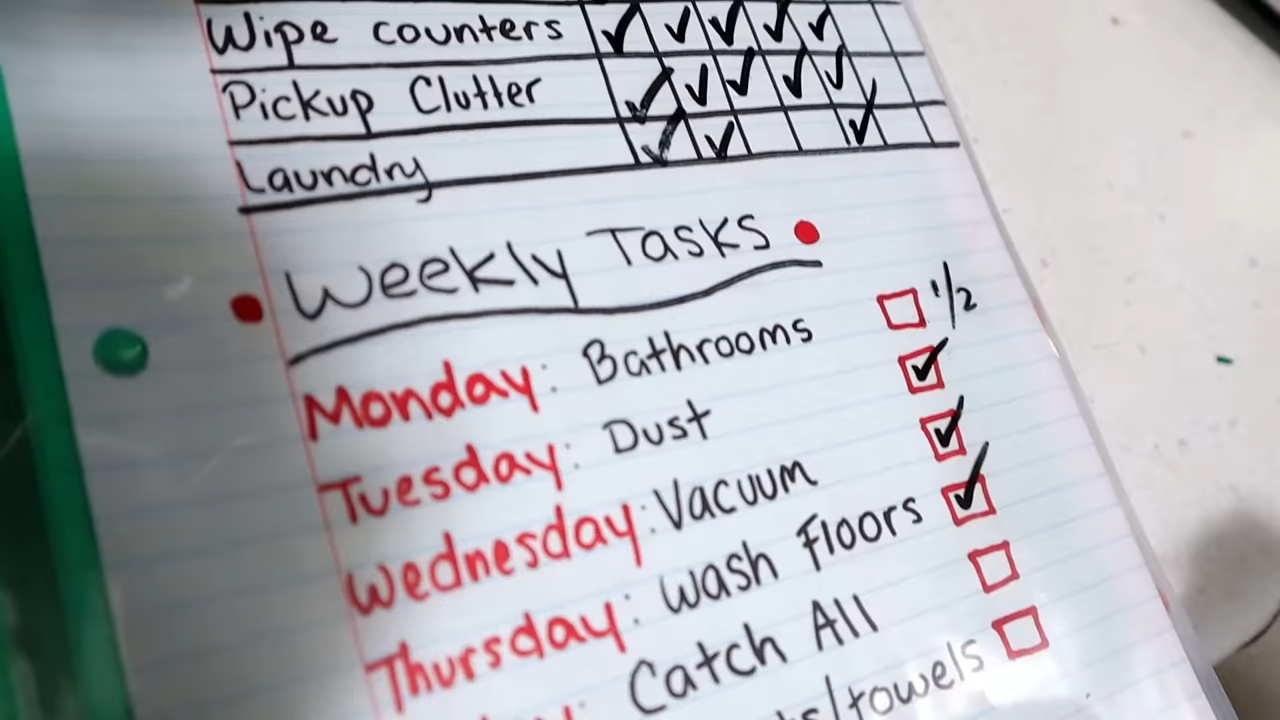 Wipe counters ✓ ✓ ✓ ✓ ✓
Pickup Clutter ✓ ✓ ✓ ✓ ✓
Laundry ✓ ✓ ✓
Weekly Tasks
Monday: Bathrooms 1/2
Tuesday: Dust ✓
Wednesday: Vacuum ✓
Thursday: Wash Floors ✓
Catch All
/towels